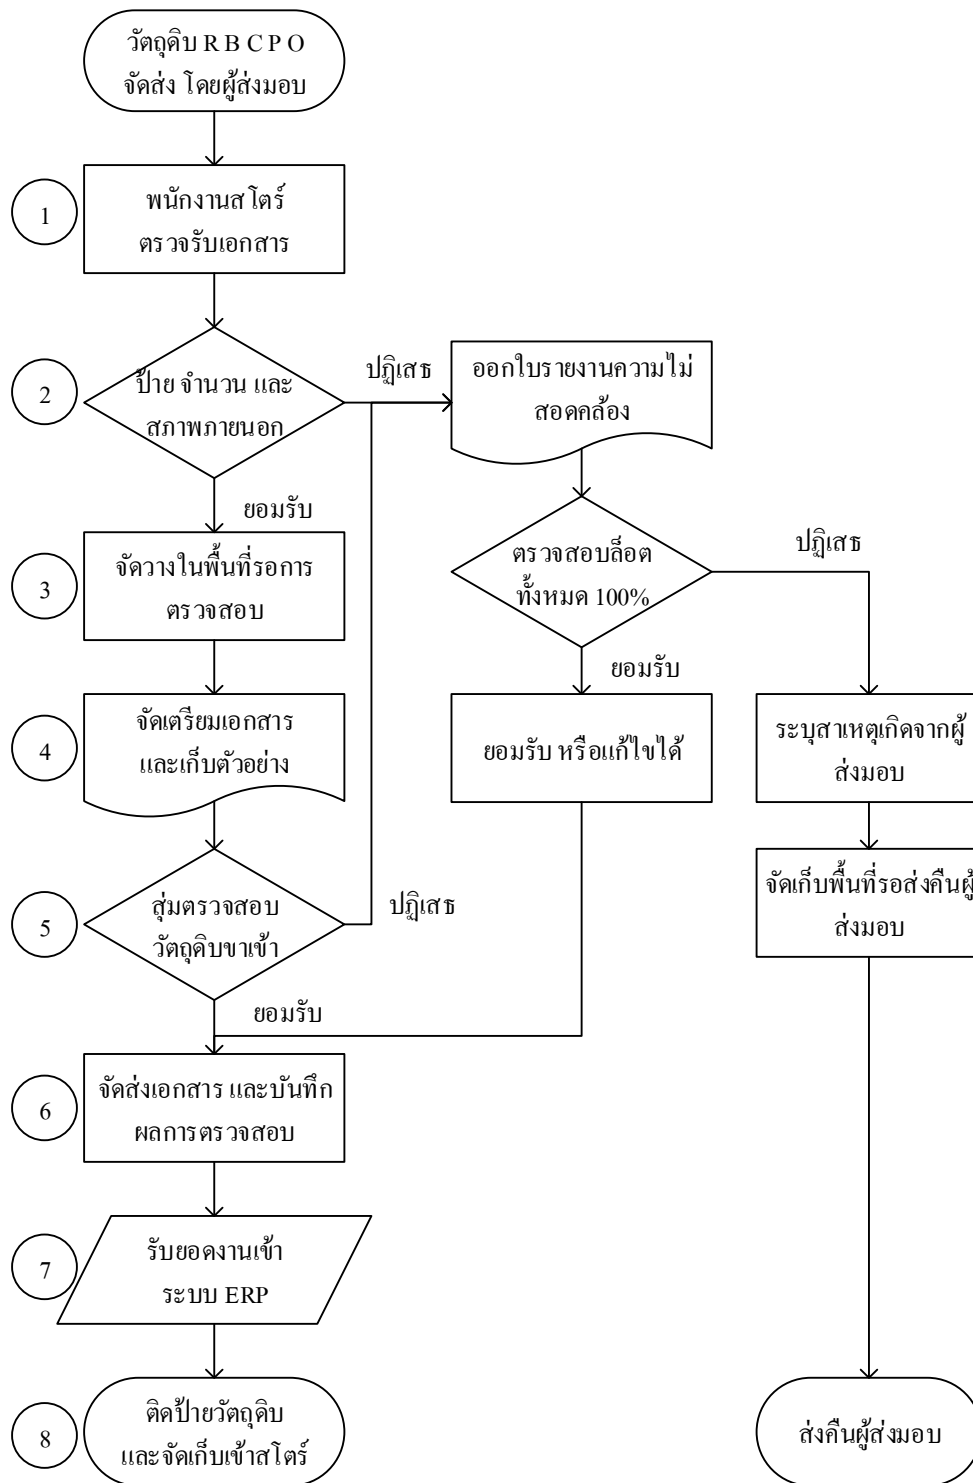 วัตถุดิบ R B C P O
จัดส่ง โดยผู้ส่งมอบ
1
พนักงานสโตร์
ตรวจรับเอกสาร
2
ป้าย จำนวน และ
สภาพภายนอก
ปฏิเสธ
ออกใบรายงานความไม่
สอดคล้อง
ยอมรับ
3
จัดวางในพื้นที่รอการ
ตรวจสอบ
ตรวจสอบล็อต
ทั้งหมด 100%
ปฏิเสธ
ยอมรับ
4
จัดเตรียมเอกสาร
และเก็บตัวอย่าง
ยอมรับ หรือแก้ไขได้
ระบุสาเหตุเกิดจากผู้
ส่งมอบ
5
สุ่มตรวจสอบ
วัตถุดิบขาเข้า
ปฏิเสธ
จัดเก็บพื้นที่รอส่งคืนผู้
ส่งมอบ
ยอมรับ
6
จัดส่งเอกสาร และบันทึก
ผลการตรวจสอบ
7
รับยอดงานเข้า
ระบบ ERP
8
ติดป้ายวัตถุดิบ
และจัดเก็บเข้าสโตร์
ส่งคืนผู้ส่งมอบ